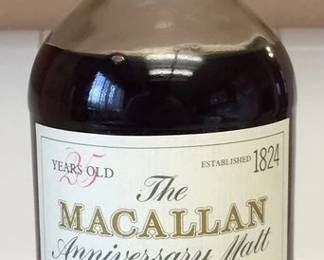 25
YEARS OLD
ESTABLISHED 1824
The
MACALLAN
Anniversary Malt